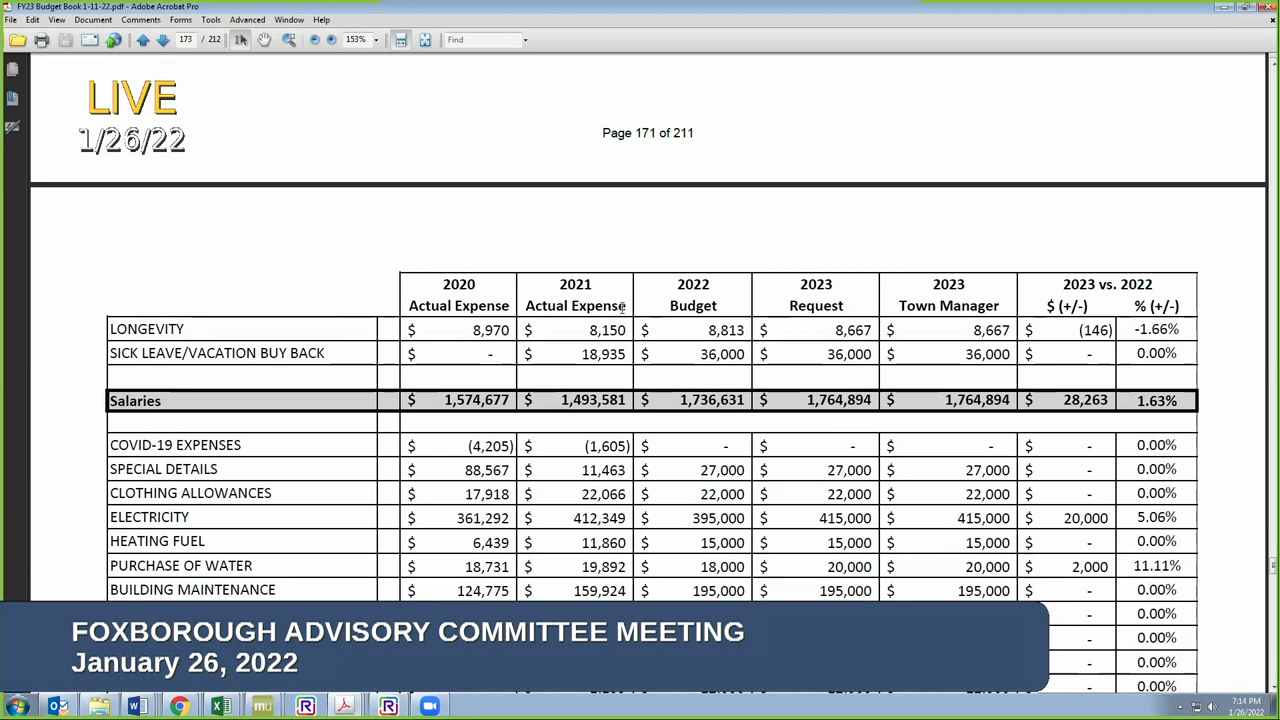 FY23 Budget Book 1-11-22.pdf - Adobe Acrobat Pro
File Edit View Document Comments Forms Tools Advanced Window Help
173 / 212 153% Find
LIVE
1/26/22
Page 171 of 211
2020 2021 2022 2023 2023 2023 vs. 2022
Actual Expense Actual Expense Budget Request Town Manager $ (+/-) % (+/-)
LONGEVITY $ 8,970 $ 8,150 $ 8,813 $ 8,667 $ 8,667 $ (146) -1.66%
SICK LEAVE/VACATION BUY BACK $ - $ 18,935 $ 36,000 $ 36,000 $ 36,000 $ - 0.00%
Salaries $ 1,574,677 $ 1,493,581 $ 1,736,631 $ 1,764,894 $ 1,764,894 $ 28,263 1.63%
COVID-19 EXPENSES $ (4,205) $ (1,605) $ - $ - $ - $ - 0.00%
SPECIAL DETAILS $ 88,567 $ 11,463 $ 27,000 $ 27,000 $ 27,000 $ - 0.00%
CLOTHING ALLOWANCES $ 17,918 $ 22,066 $ 22,000 $ 22,000 $ 22,000 $ - 0.00%
ELECTRICITY $ 361,292 $ 412,349 $ 395,000 $ 415,000 $ 415,000 $ 20,000 5.06%
HEATING FUEL $ 6,439 $ 11,860 $ 15,000 $ 15,000 $ 15,000 $ - 0.00%
PURCHASE OF WATER $ 18,731 $ 19,892 $ 18,000 $ 20,000 $ 20,000 $ 2,000 11.11%
BUILDING MAINTENANCE $ 124,775 $ 159,924 $ 195,000 $ 195,000 $ 195,000 $ - 0.00%
$ - 0.00%
$ - 0.00%
$ - 0.00%
$ - 0.00%
FOXBOROUGH ADVISORY COMMITTEE MEETING
January 26, 2022
7:14 PM
1/26/2022